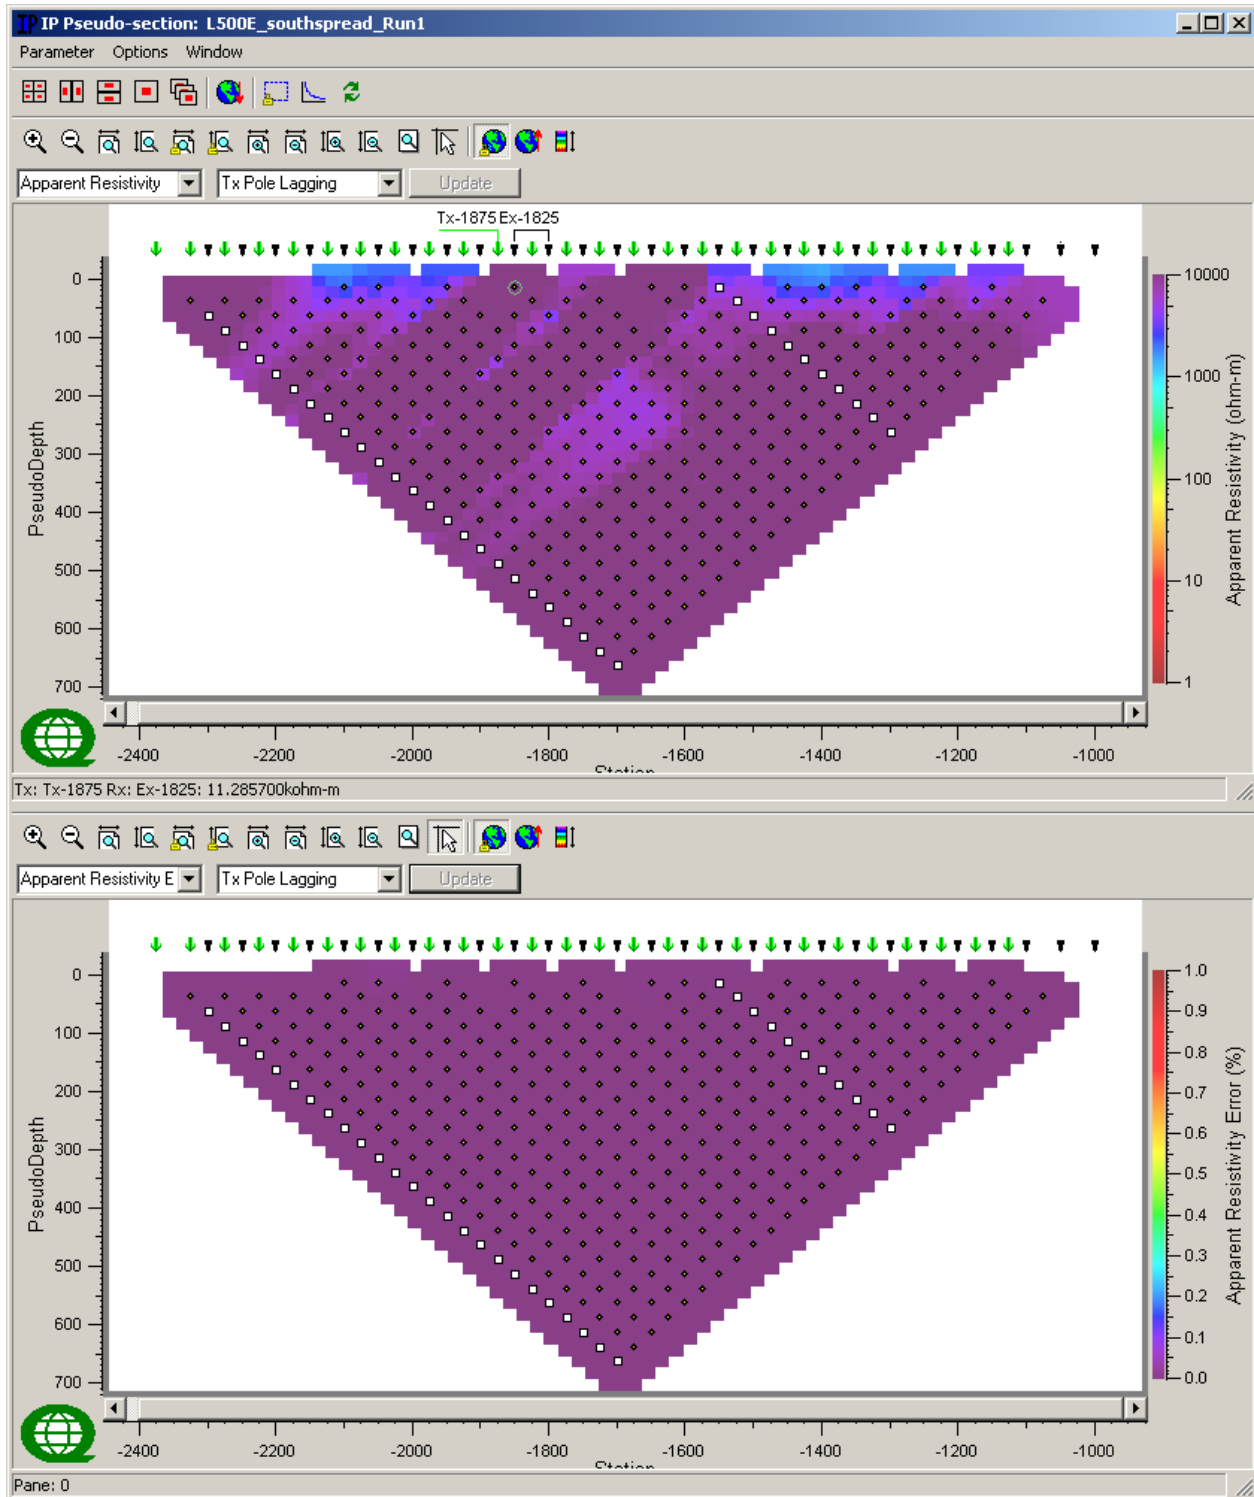 IP Pseudo-section: L500E_southspread_Run1
Parameter Options Window
Apparent Resistivity Tx Pole Lagging Update
Tx-1875 Ex-1825
0
100
200
300
400
500
600
700
PseudoDepth
10000
1000
100
10
1
Apparent Resistivity (ohm-m)
-2400 -2200 -2000 -1800 -1600 -1400 -1200 -1000
Station
Tx: Tx-1875 Rx: Ex-1825: 11.285700kohm-m
Apparent Resistivity E Tx Pole Lagging Update
0
100
200
300
400
500
600
700
PseudoDepth
1.0
0.9
0.8
0.7
0.6
0.5
0.4
0.3
0.2
0.1
0.0
Apparent Resistivity Error (%)
-2400 -2200 -2000 -1800 -1600 -1400 -1200 -1000
Station
Pane: 0